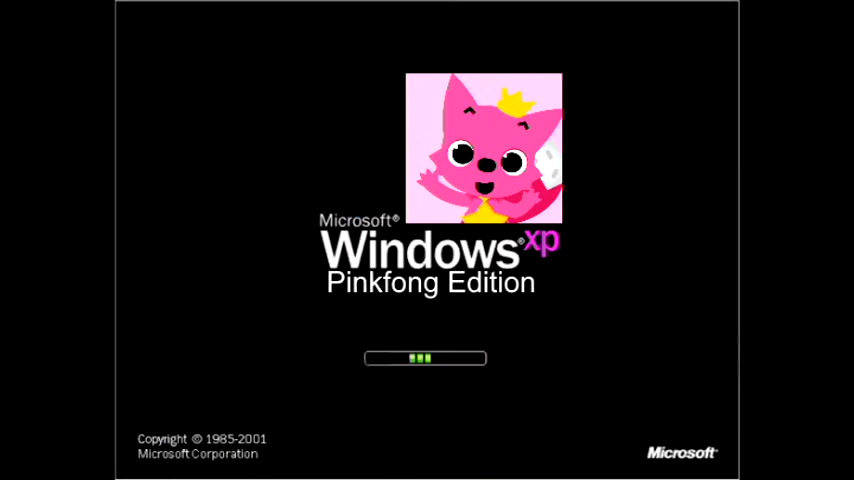 Microsoft®
Windows® xp
Pinkfong Edition
Copyright © 1985-2001
Microsoft Corporation
Microsoft®